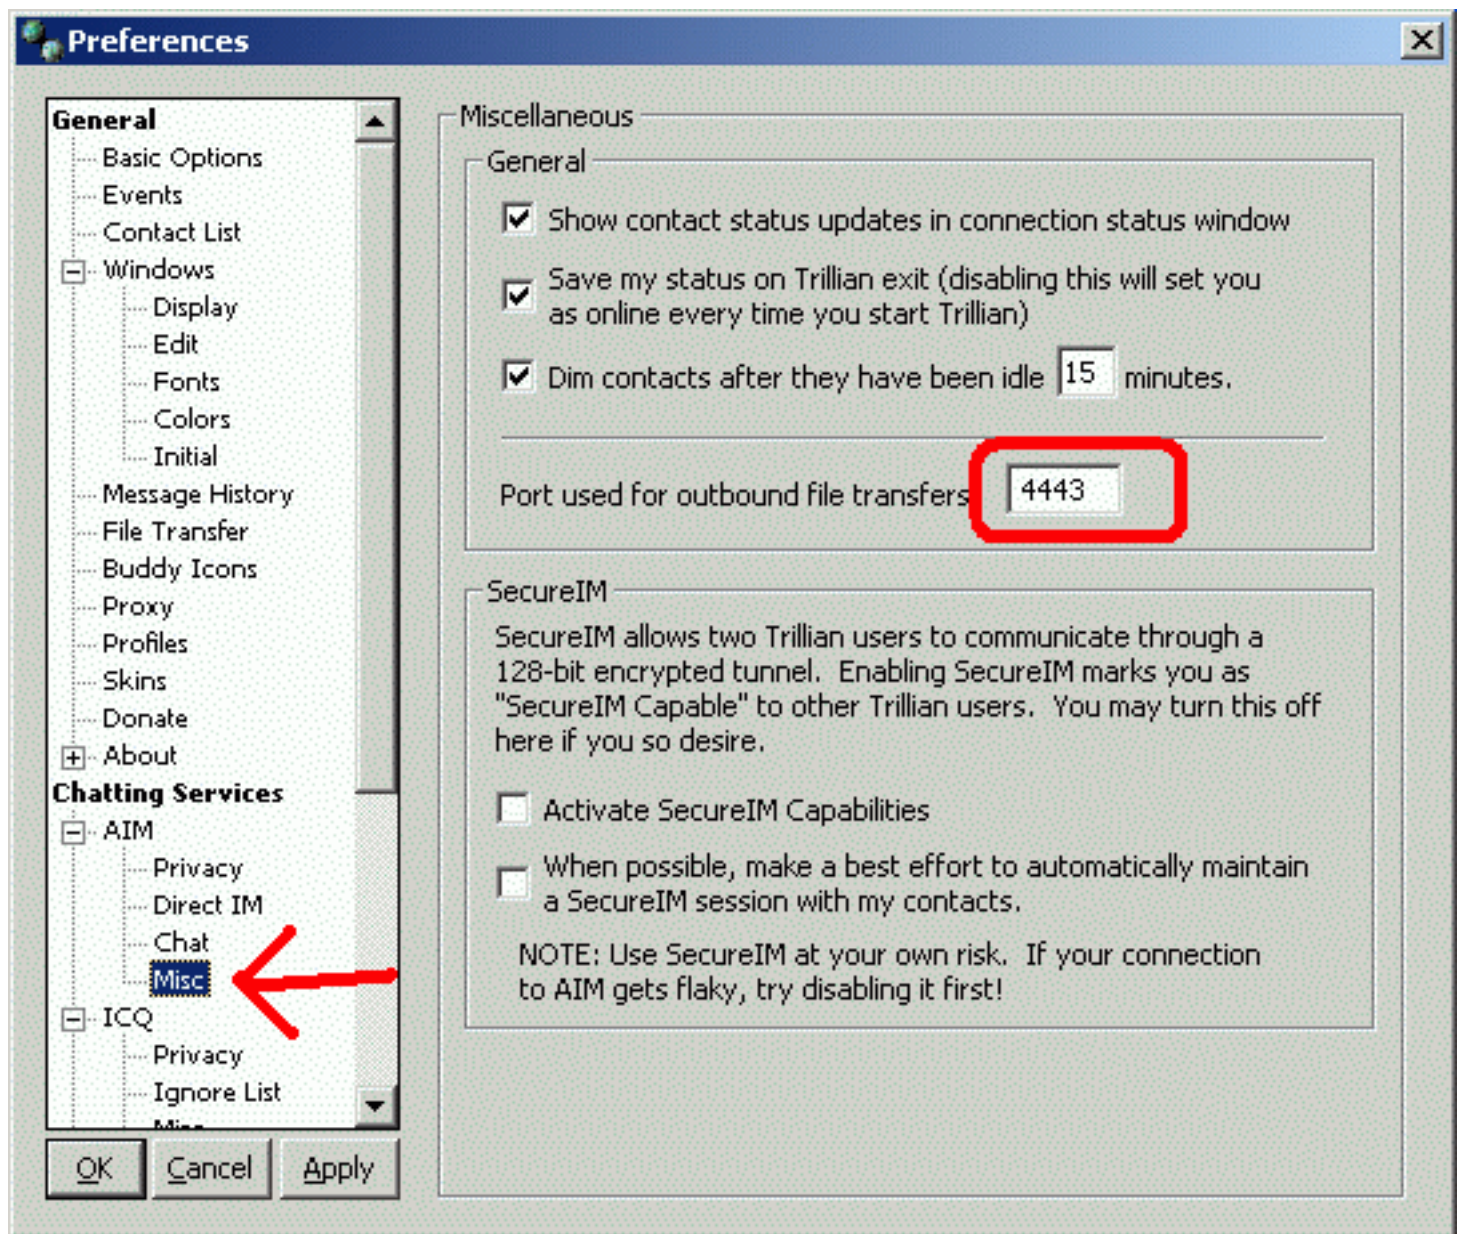 Preferences
General
Basic Options
Events
Contact List
Windows
Display
Edit
Fonts
Colors
Initial
Message History
File Transfer
Buddy Icons
Proxy
Profiles
Skins
Donate
About
Chatting Services
AIM
Privacy
Direct IM
Chat
Misc
ICQ
Privacy
Ignore List
Misc
OK Cancel Apply
Miscellaneous
General
Show contact status updates in connection status window
Save my status on Trillian exit (disabling this will set you
as online every time you start Trillian)
Dim contacts after they have been idle 15 minutes.
Port used for outbound file transfers 4443
SecureIM
SecureIM allows two Trillian users to communicate through a
128-bit encrypted tunnel. Enabling SecureIM marks you as
"SecureIM Capable" to other Trillian users. You may turn this off
here if you so desire.
Activate SecureIM Capabilities
When possible, make a best effort to automatically maintain
a SecureIM session with my contacts.
NOTE: Use SecureIM at your own risk. If your connection
to AIM gets flaky, try disabling it first!